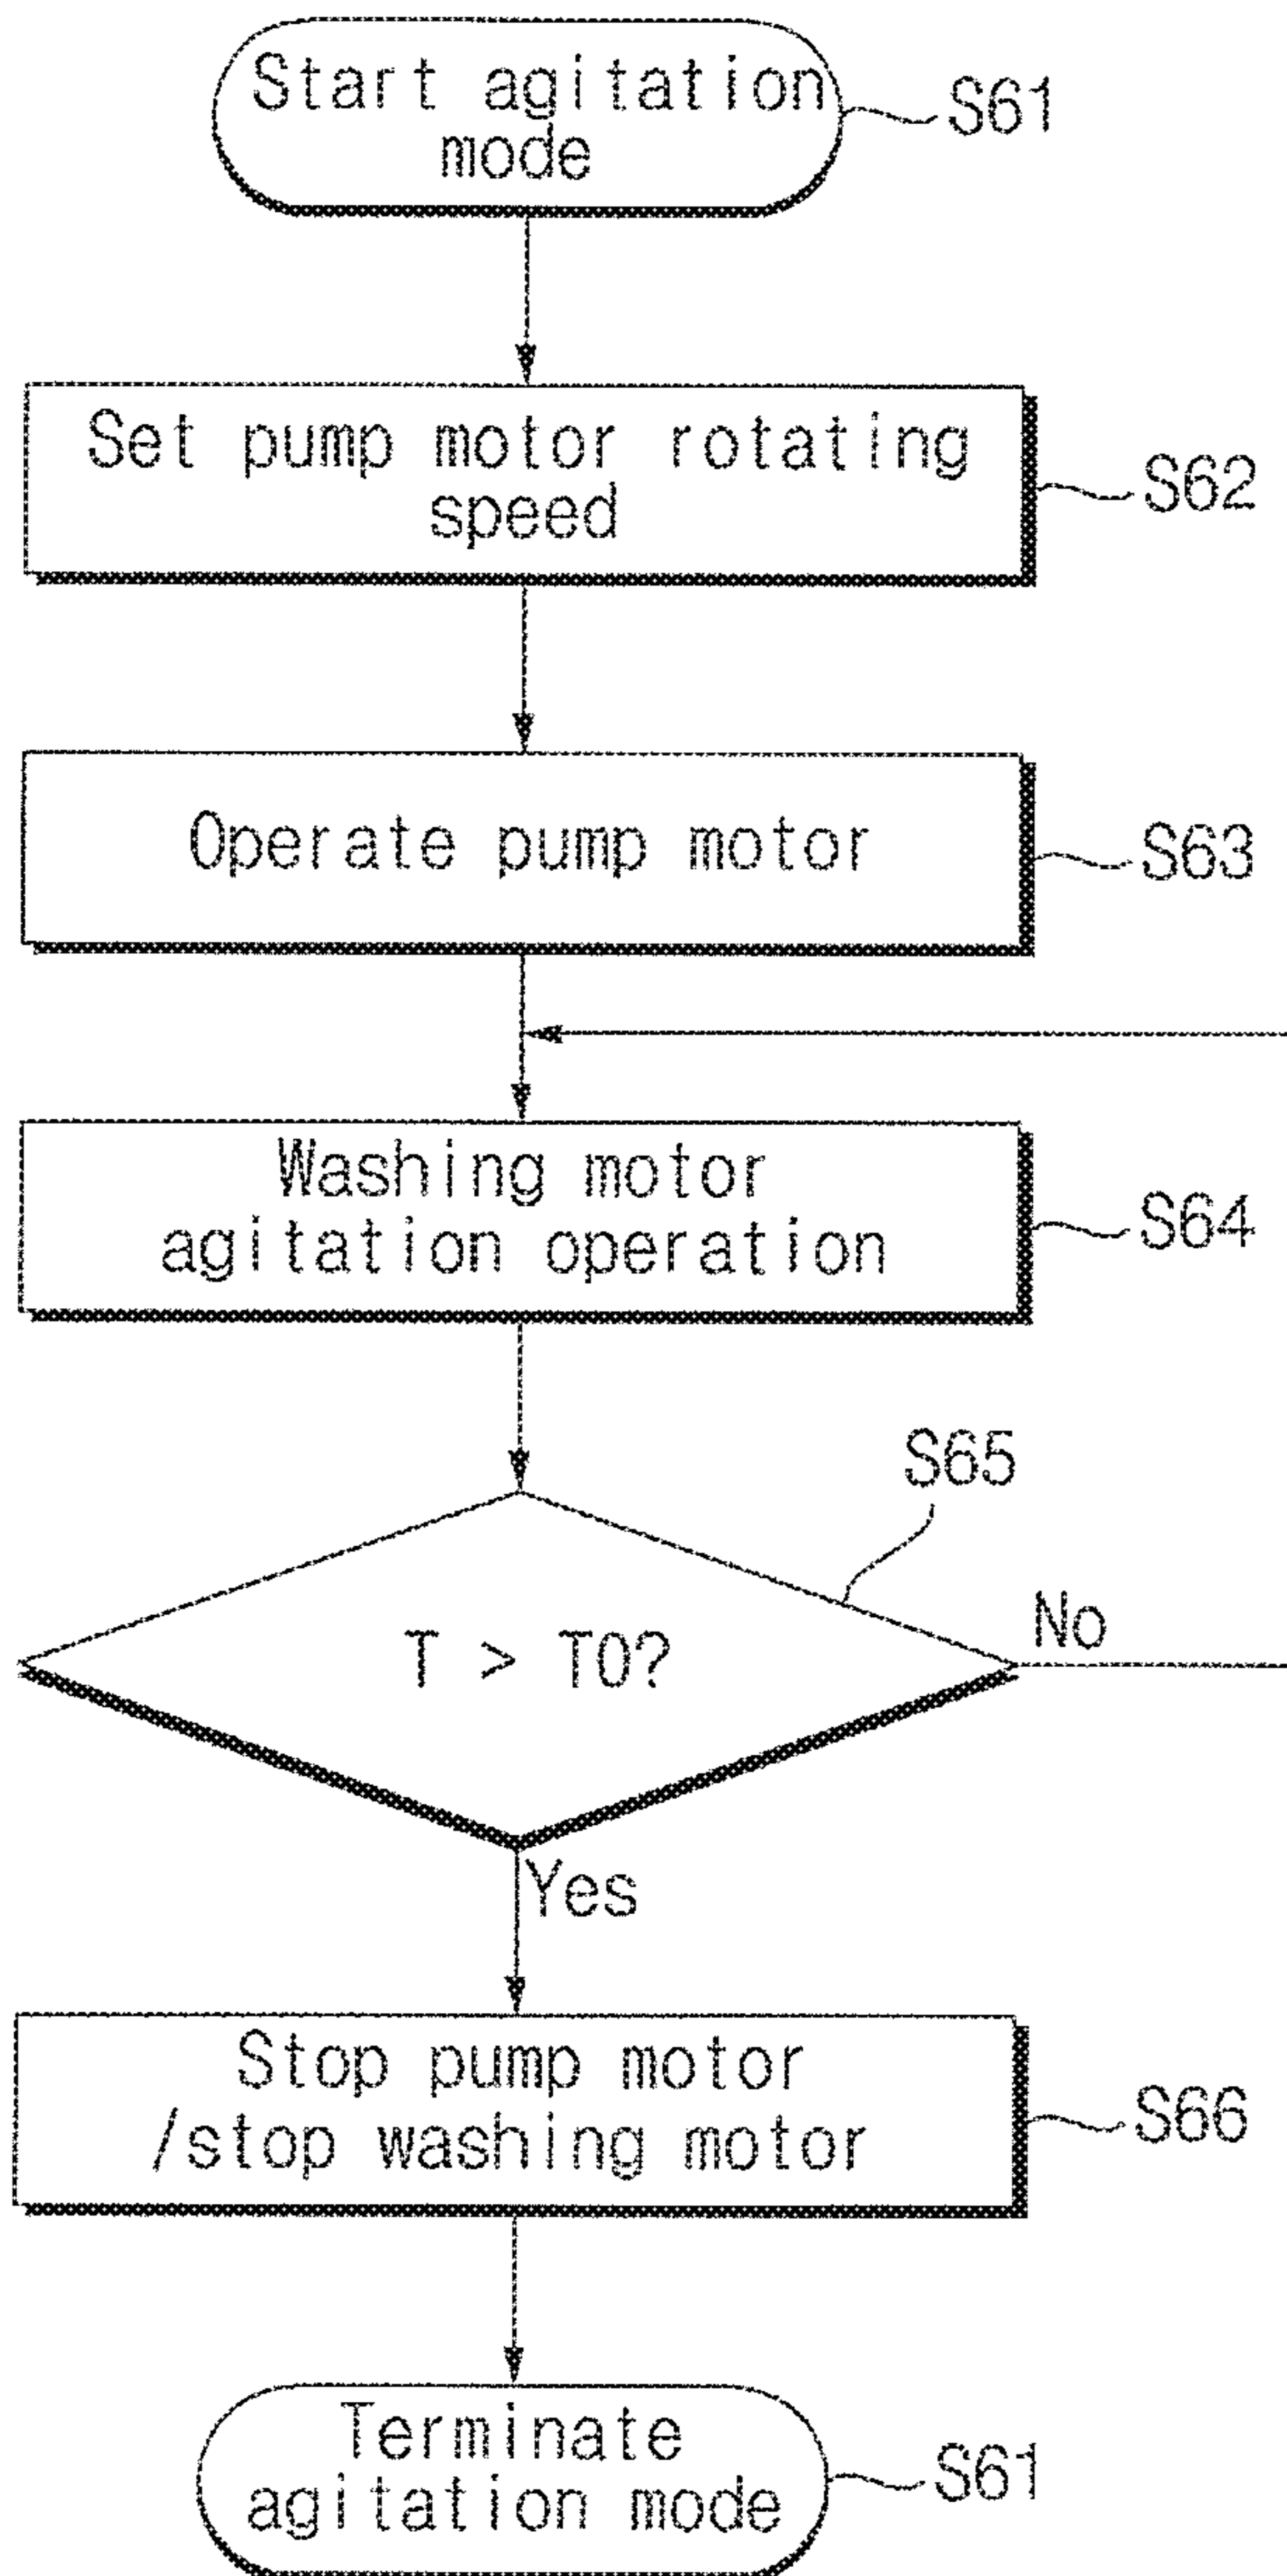 Start agitation
mode
S61
Set pump motor rotating
speed
S62
Operate pump motor
S63
Washing motor
agitation operation
S64
S65
T > T0?
No
Yes
Stop pump motor
/stop washing motor
S66
Terminate
agitation mode
S61